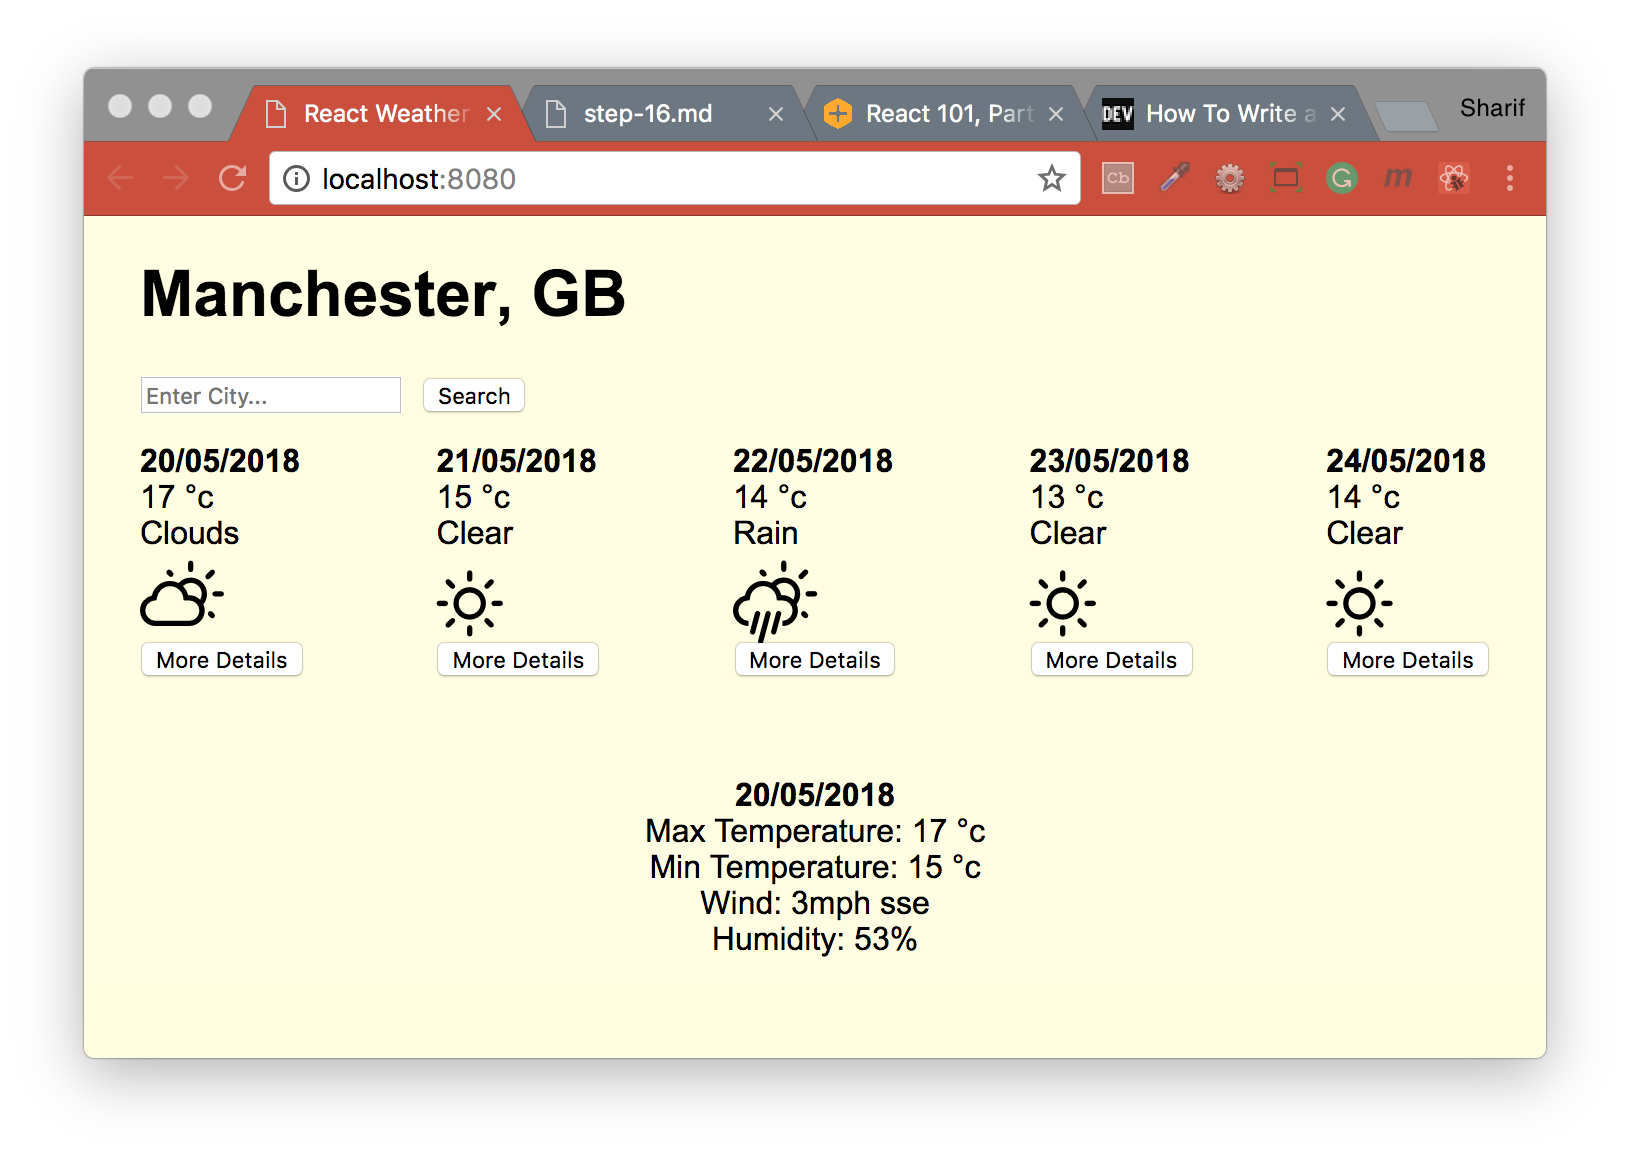 React Weather
step-16.md
React 101, Part
DEV
How To Write a
Sharif
localhost:8080
Cb
G
m
Manchester, GB
Enter City...
Search
20/05/2018
17 °c
Clouds
More Details
21/05/2018
15 °c
Clear
More Details
22/05/2018
14 °c
Rain
More Details
23/05/2018
13 °c
Clear
More Details
24/05/2018
14 °c
Clear
More Details
20/05/2018
Max Temperature: 17 °c
Min Temperature: 15 °c
Wind: 3mph sse
Humidity: 53%